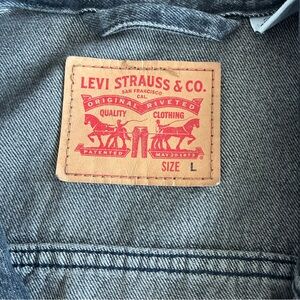 LEVI STRAUSS & CO.
SAN FRANCISCO
CAL.
ORIGINAL RIVETED
QUALITY CLOTHING
PATENTED MAY 20 1873
SIZE L